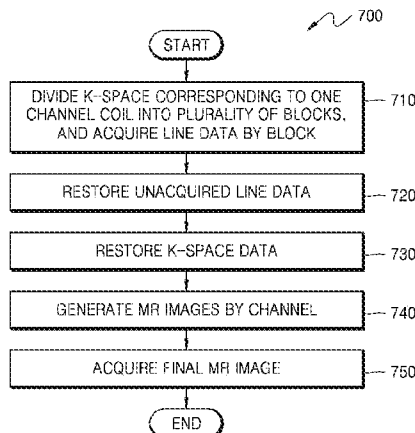 700
START
DIVIDE K-SPACE CORRESPONDING TO ONE
CHANNEL COIL INTO PLURALITY OF BLOCKS,
AND ACQUIRE LINE DATA BY BLOCK
710
RESTORE UNACQUIRED LINE DATA
720
RESTORE K-SPACE DATA
730
GENERATE MR IMAGES BY CHANNEL
740
ACQUIRE FINAL MR IMAGE
750
END